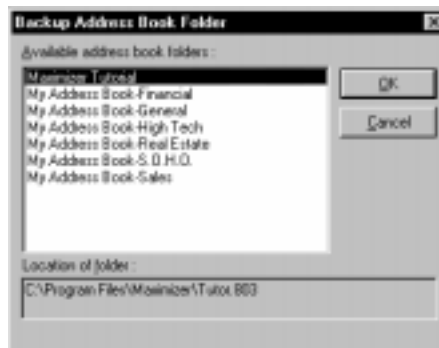 Backup Address Book Folder
Available address book folders :
Maximizer Tutorial
My Address Book-Financial
My Address Book-General
My Address Book-High Tech
My Address Book-Real Estate
My Address Book-S.O.H.O.
My Address Book-Sales
OK
Cancel
Location of folder :
C:\Program Files\Maximizer\Tutor.803